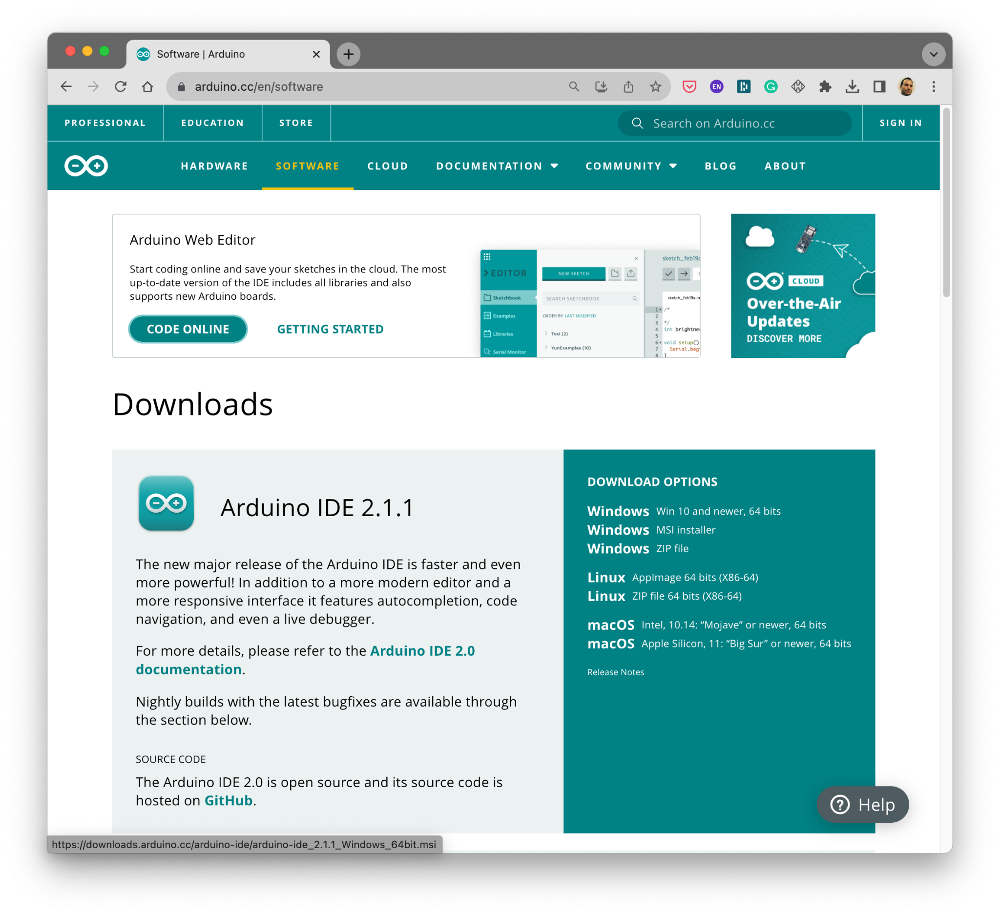 Software | Arduino
arduino.cc/en/software
EN
PROFESSIONAL
EDUCATION
STORE
Search on Arduino.cc
SIGN IN
HARDWARE
SOFTWARE
CLOUD
DOCUMENTATION
COMMUNITY
BLOG
ABOUT
Arduino Web Editor
Start coding online and save your sketches in the cloud. The most
up-to-date version of the IDE includes all libraries and also
supports new Arduino boards.
CODE ONLINE
GETTING STARTED
EDITOR
Sketchbook
Examples
Libraries
Serial Monitor
NEW SKETCH
SEARCH SKETCHBOOK
ORDER BY LAST MODIFIED
Tesi (2)
YunExamples (10)
sketch_feb19a
sketch_feb19a.in
1 /*
2
3 */
4 int brightnes
5
6 void setup()
7 Serial.beg
8 }
CLOUD
Over-the-Air
Updates
DISCOVER MORE
Downloads
Arduino IDE 2.1.1
The new major release of the Arduino IDE is faster and even
more powerful! In addition to a more modern editor and a
more responsive interface it features autocompletion, code
navigation, and even a live debugger.
For more details, please refer to the Arduino IDE 2.0
documentation.
Nightly builds with the latest bugfixes are available through
the section below.
SOURCE CODE
The Arduino IDE 2.0 is open source and its source code is
hosted on GitHub.
DOWNLOAD OPTIONS
Windows Win 10 and newer, 64 bits
Windows MSI installer
Windows ZIP file
Linux AppImage 64 bits (X86-64)
Linux ZIP file 64 bits (X86-64)
macOS Intel, 10.14: “Mojave” or newer, 64 bits
macOS Apple Silicon, 11: “Big Sur” or newer, 64 bits
Release Notes
Help
https://downloads.arduino.cc/arduino-ide/arduino-ide_2.1.1_Windows_64bit.msi